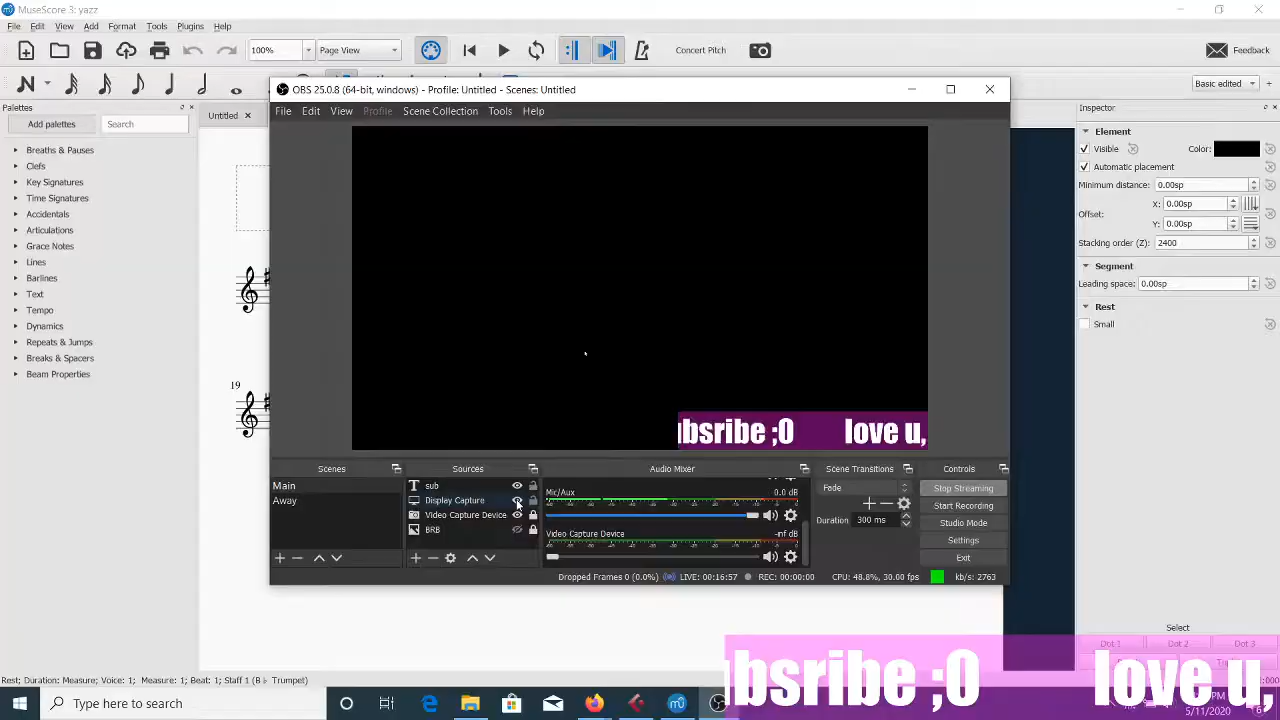 MuseScore 3: yazz
File Edit View Add Format Tools Plugins Help
100% Page View Concert Pitch Feedback
Basic edited
Palettes
Add palettes Search
Breaths & Pauses
Clefs
Key Signatures
Time Signatures
Accidentals
Articulations
Grace Notes
Lines
Barlines
Text
Tempo
Dynamics
Repeats & Jumps
Breaks & Spacers
Beam Properties
Untitled
19
OBS 25.0.8 (64-bit, windows) - Profile: Untitled - Scenes: Untitled
File Edit View Profile Scene Collection Tools Help
bsribe ;O love u,
Scenes
Main
Away
Sources
sub
Display Capture
Video Capture Device
BRB
Audio Mixer
Mic/Aux 0.0 dB
Video Capture Device -inf dB
Scene Transitions
Fade
Duration 300 ms
Controls
Stop Streaming
Start Recording
Studio Mode
Settings
Exit
Dropped Frames 0 (0.0%) LIVE: 00:16:57 REC: 00:00:00 CPU: 48.8%, 30.00 fps kb/s: 2763
Inspector
Element
Visible Color:
Automatic placement
Minimum distance: 0.00sp
Offset:
X: 0.00sp
Y: 0.00sp
Stacking order (Z): 2400
Segment
Leading space: 0.00sp
Rest
Small
Select
Dot 1 Dot 2 Dot 3
Rest; Duration: Measure; Voice: 1; Measure: 1; Beat: 1; Staff 1 (B♭ Trumpet)
bsribe ;O love u,
Type here to search
5/11/2020